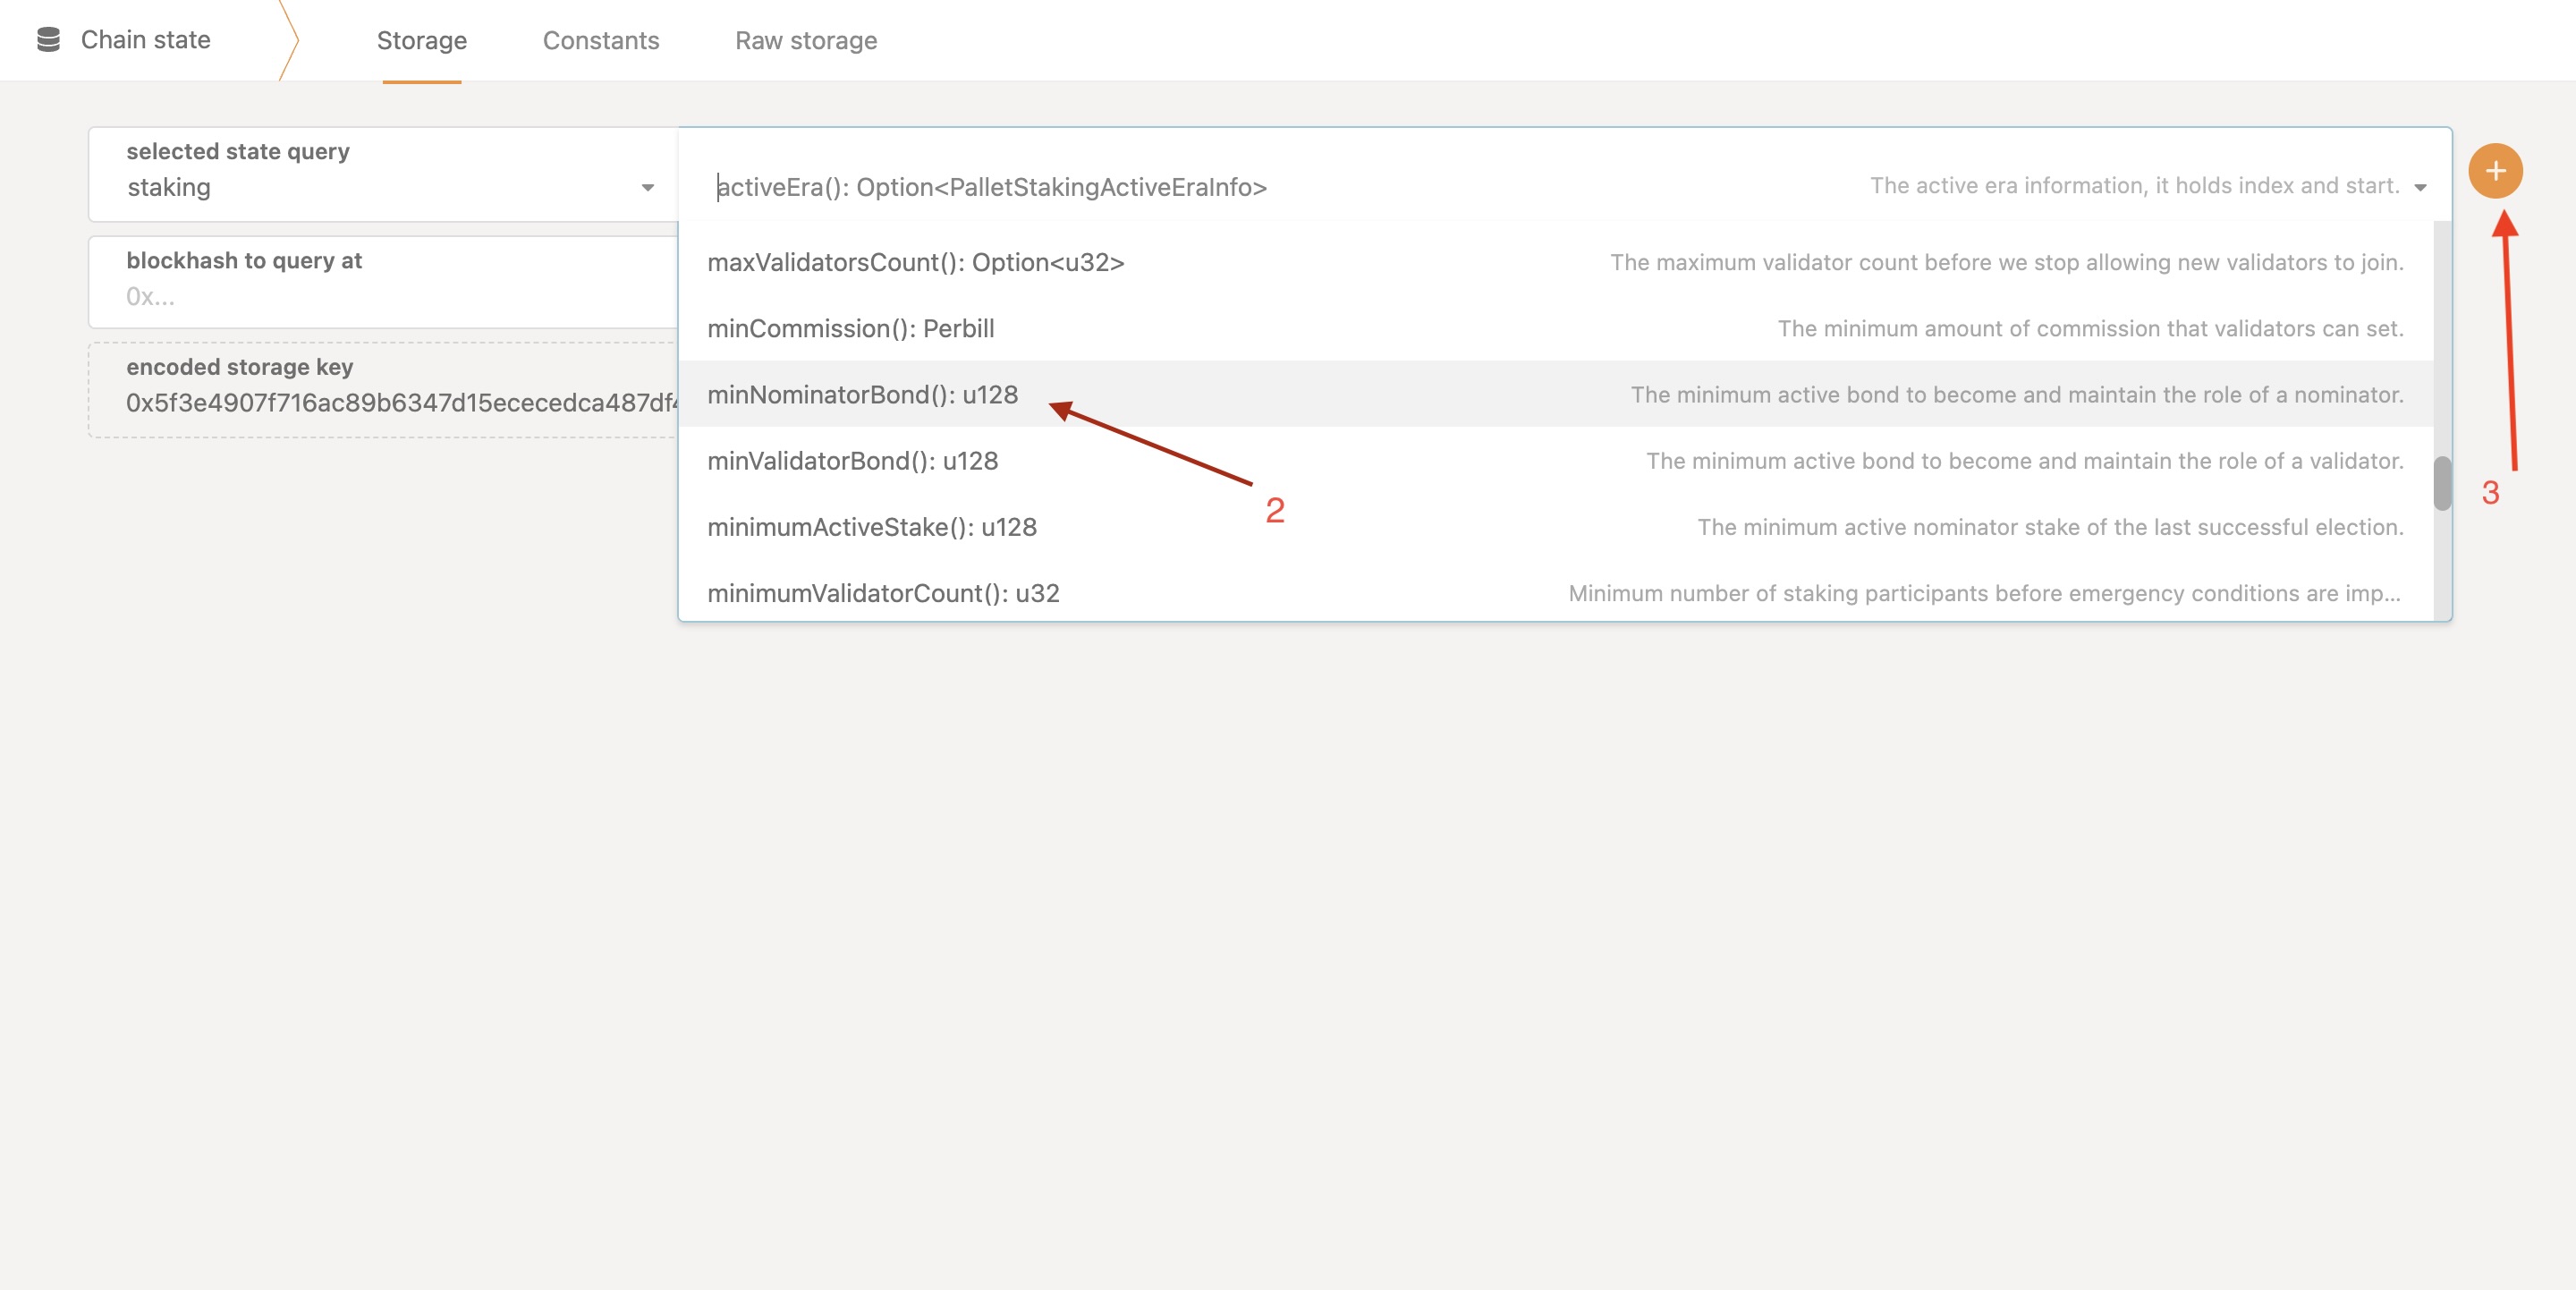 Chain state
Storage
Constants
Raw storage
selected state query
staking
activeEra(): Option<PalletStakingActiveEraInfo>
The active era information, it holds index and start.
+
blockhash to query at
0x...
encoded storage key
0x5f3e4907f716ac89b6347d15ececedca487df4
maxValidatorsCount(): Option<u32>
The maximum validator count before we stop allowing new validators to join.
minCommission(): Perbill
The minimum amount of commission that validators can set.
minNominatorBond(): u128
The minimum active bond to become and maintain the role of a nominator.
minValidatorBond(): u128
The minimum active bond to become and maintain the role of a validator.
minimumActiveStake(): u128
The minimum active nominator stake of the last successful election.
minimumValidatorCount(): u32
Minimum number of staking participants before emergency conditions are imp...
2
3